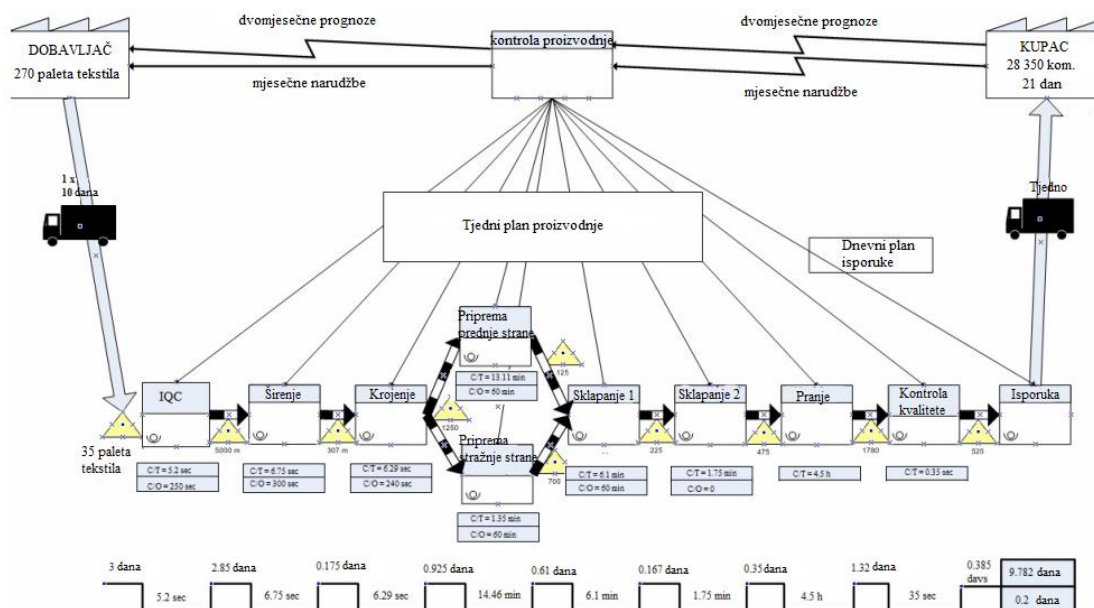 dvomjesečne prognoze
dvomjesečne prognoze
DOBAVLJAČ
270 paleta tekstila
kontrola proizvodnje
KUPAC
28 350 kom.
21 dan
mjesečne narudžbe
mjesečne narudžbe
1 x
10 dana
Tjedno
Tjedni plan proizvodnje
Dnevni plan
isporuke
Priprema
prednje strane
C/T = 13.11 min
C/O = 60 min
125
IQC
Širenje
Krojenje
Sklapanje 1
Sklapanje 2
Pranje
Kontrola
kvalitete
Isporuka
1250
35 paleta
tekstila
5000 m
307 m
Priprema
stražnje strane
700
225
475
1780
520
C/T = 5.2 sec
C/O = 250 sec
C/T = 6.75 sec
C/O = 300 sec
C/T = 6.29 sec
C/O = 240 sec
C/T = 6.1 min
C/O = 60 min
C/T = 1.75 min
C/O = 0
C/T = 4.5 h
C/T = 0.35 sec
C/T = 1.35 min
C/O = 60 min
3 dana
2.85 dana
0.175 dana
0.925 dana
0.61 dana
0.167 dana
0.35 dana
1.32 dana
0.385
davs
9.782 dana
5.2 sec
6.75 sec
6.29 sec
14.46 min
6.1 min
1.75 min
4.5 h
35 sec
0.2 dana